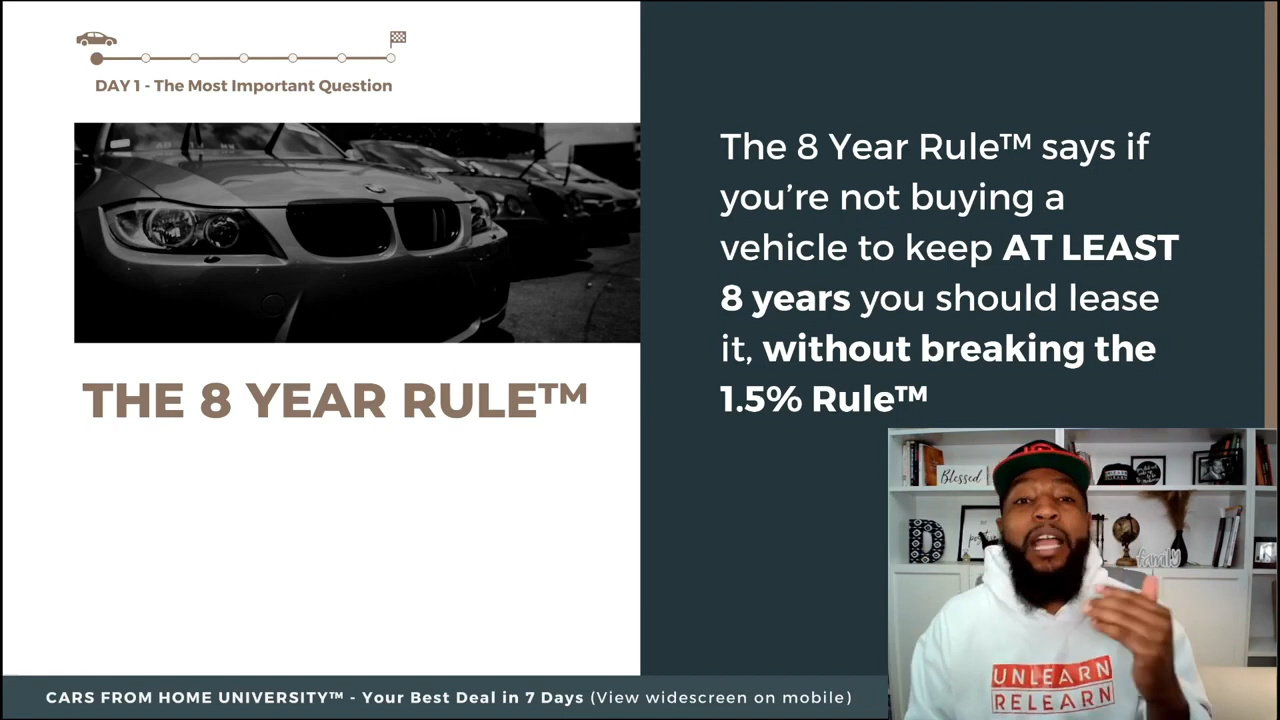 DAY 1 - The Most Important Question
THE 8 YEAR RULE™
The 8 Year Rule™ says if
you’re not buying a
vehicle to keep AT LEAST
8 years you should lease
it, without breaking the
1.5% Rule™
Blessed
D
family
UNLEARN
RELEARN
CARS FROM HOME UNIVERSITY™ - Your Best Deal in 7 Days (View widescreen on mobile)